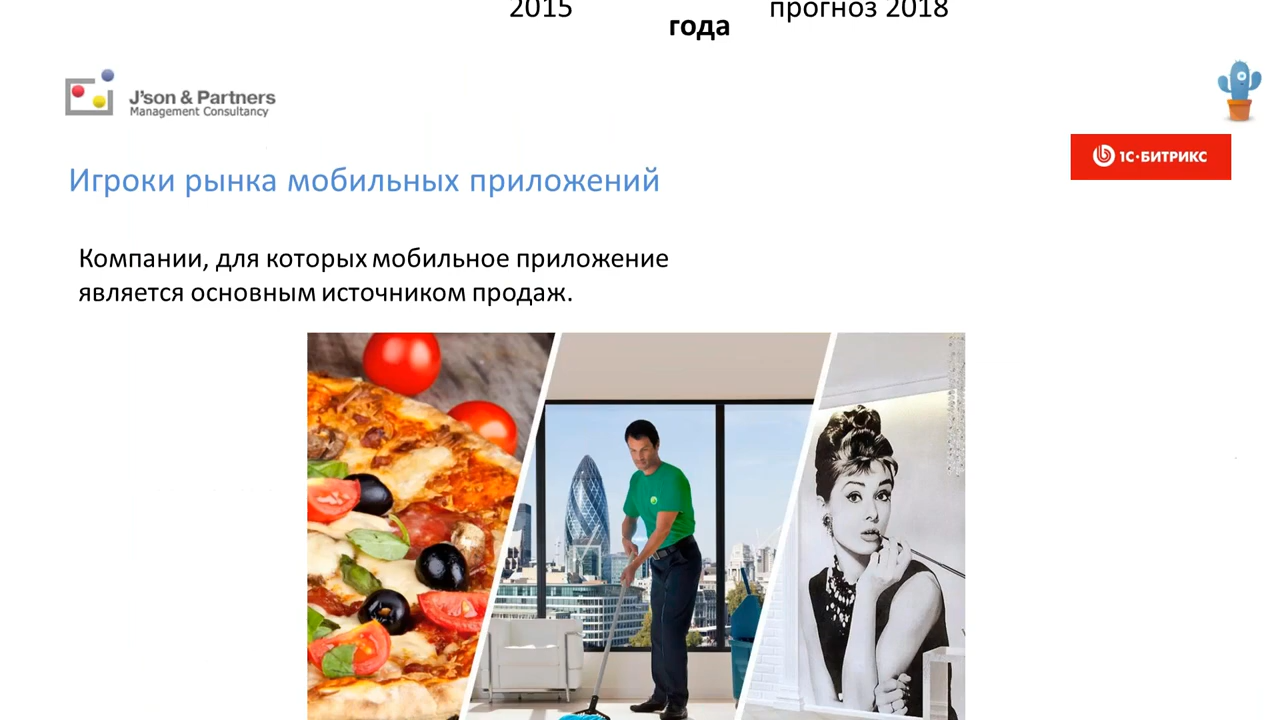 2015
года
прогноз 2018
J'son & Partners
Management Consultancy
1С·БИТРИКС
Игроки рынка мобильных приложений
Компании, для которых мобильное приложение
является основным источником продаж.